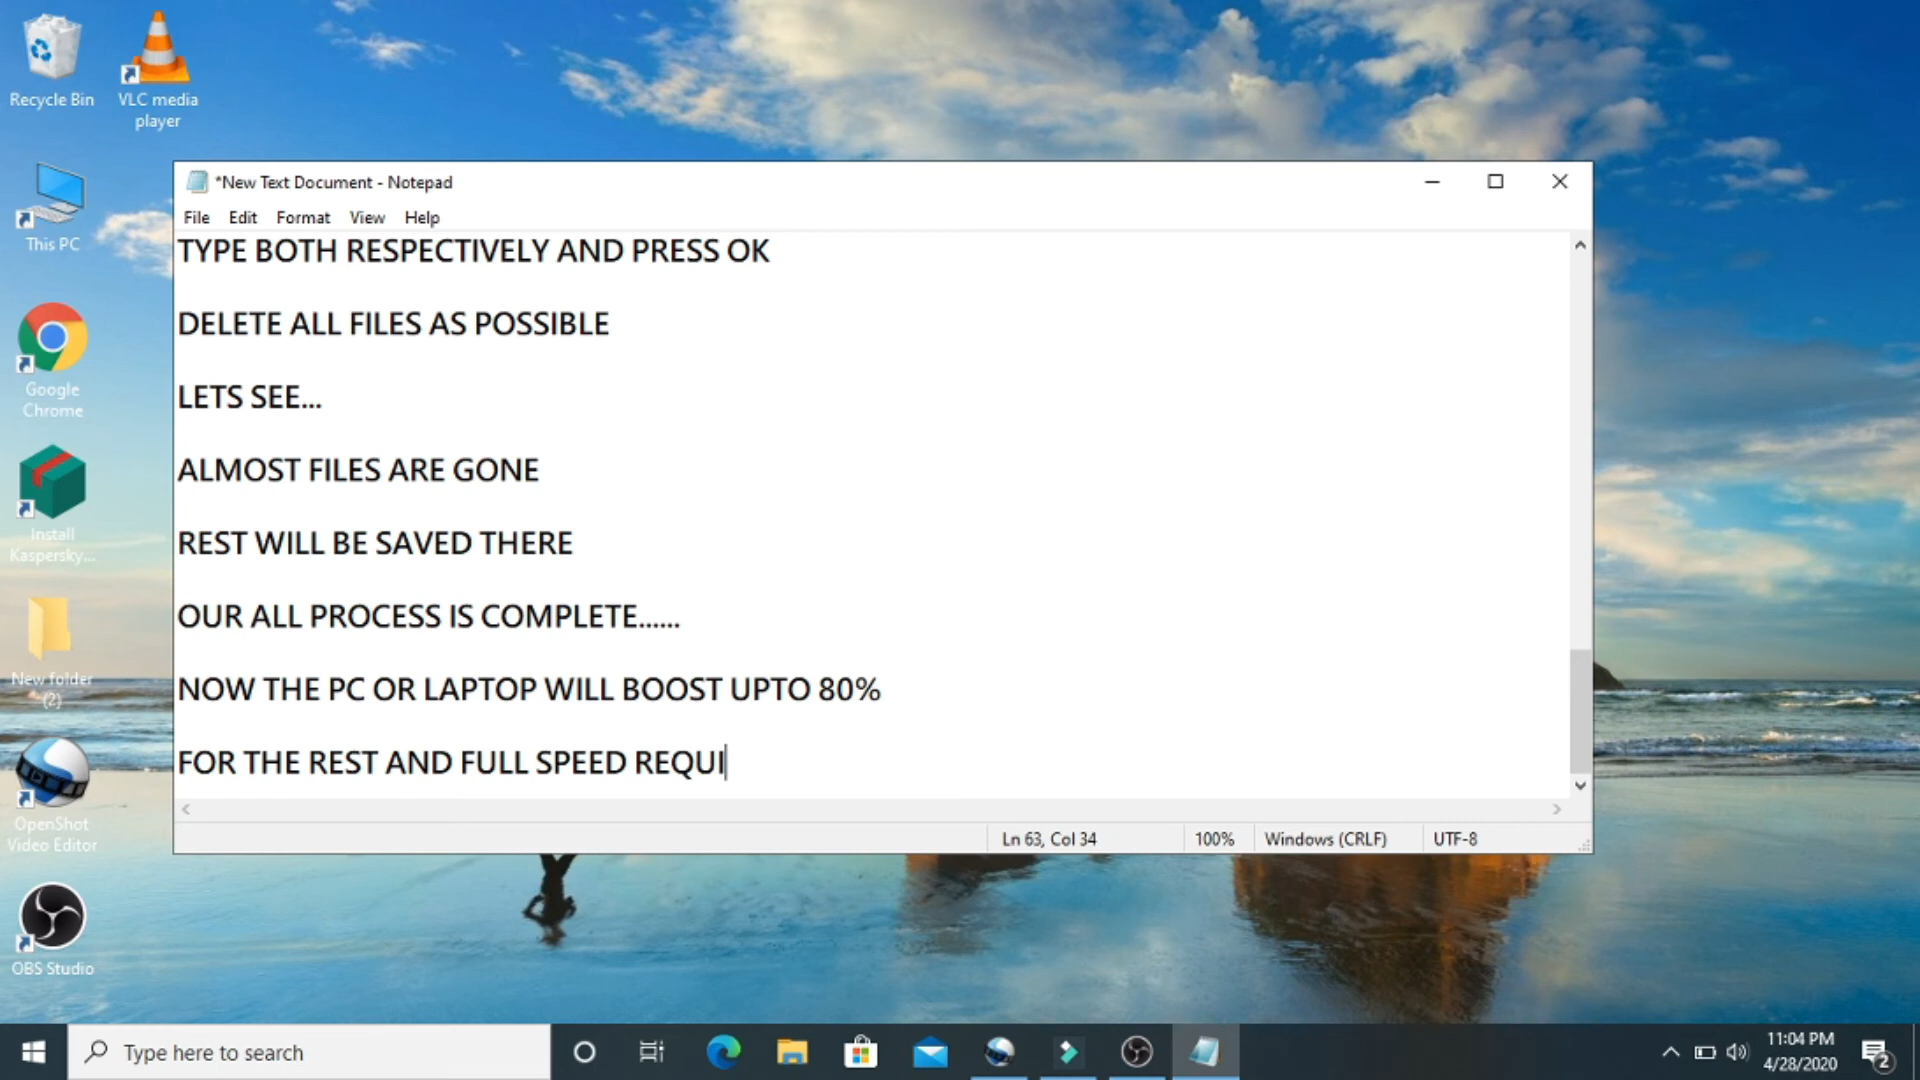 Recycle Bin
VLC media
player
This PC
Google
Chrome
Install
Kaspersky...
New folder
(2)
OpenShot
Video Editor
OBS Studio
*New Text Document - Notepad
File Edit Format View Help
TYPE BOTH RESPECTIVELY AND PRESS OK
DELETE ALL FILES AS POSSIBLE
LETS SEE...
ALMOST FILES ARE GONE
REST WILL BE SAVED THERE
OUR ALL PROCESS IS COMPLETE......
NOW THE PC OR LAPTOP WILL BOOST UPTO 80%
FOR THE REST AND FULL SPEED REQUI
Ln 63, Col 34 100% Windows (CRLF) UTF-8
Type here to search
11:04 PM
4/28/2020
2